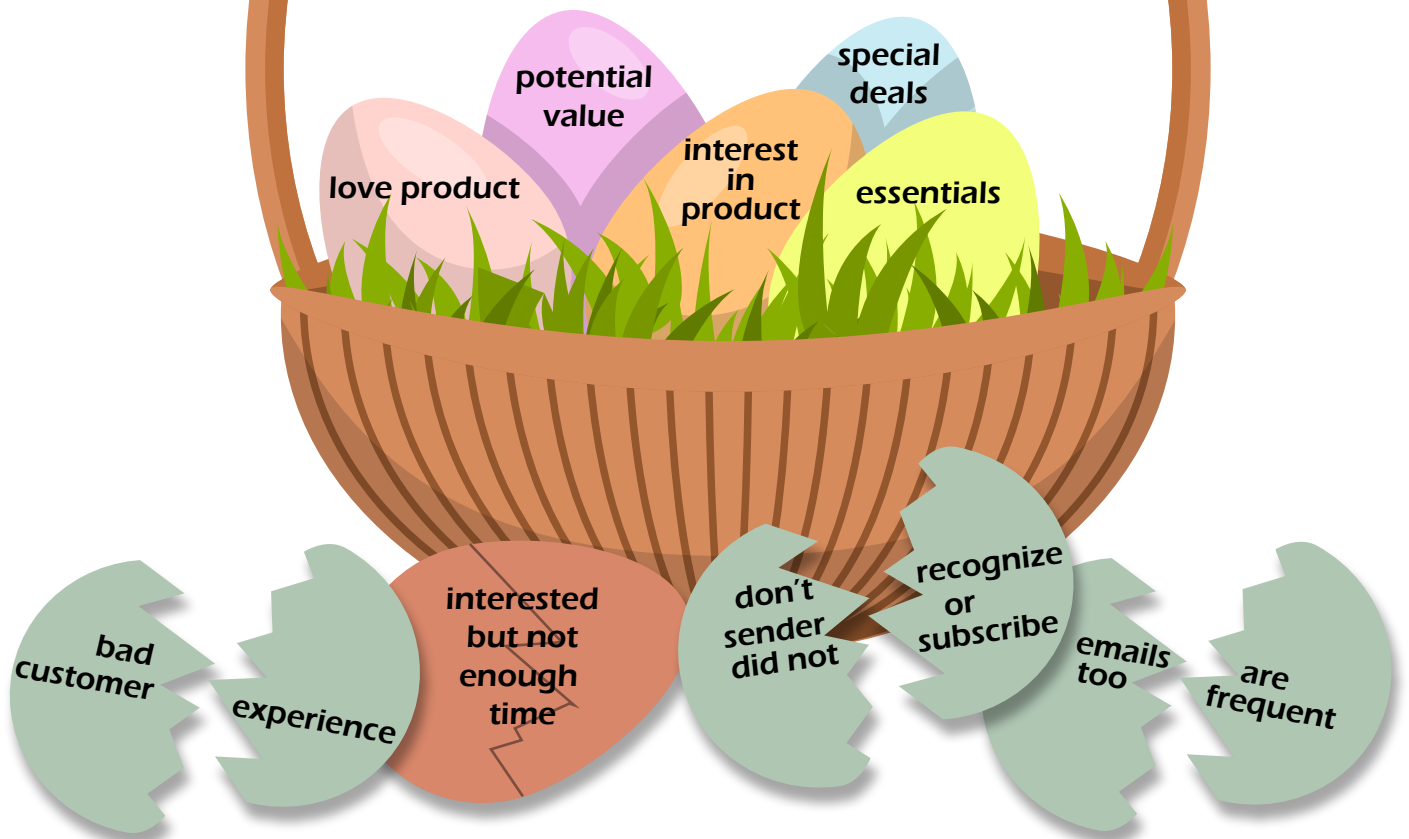 potential
value
special
deals
love product
interest
in
product
essentials
bad
customer
experience
interested
but not
enough
time
don't
sender
did not
recognize
or
subscribe
emails
too
are
frequent